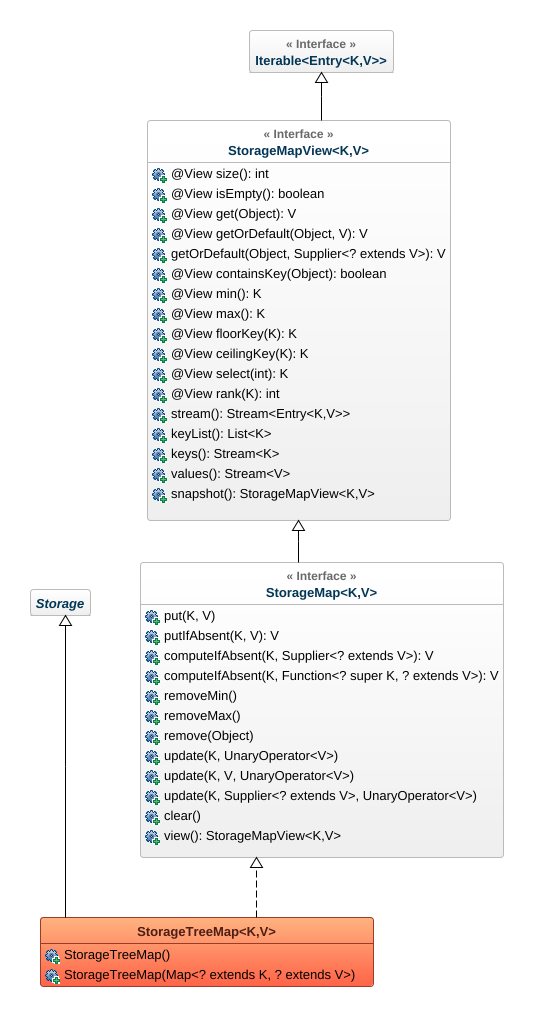 « Interface »
Iterable<Entry<K,V>>
« Interface »
StorageMapView<K,V>
@View size(): int
@View isEmpty(): boolean
@View get(Object): V
@View getOrDefault(Object, V): V
getOrDefault(Object, Supplier<? extends V>): V
@View containsKey(Object): boolean
@View min(): K
@View max(): K
@View floorKey(K): K
@View ceilingKey(K): K
@View select(int): K
@View rank(K): int
stream(): Stream<Entry<K,V>>
keyList(): List<K>
keys(): Stream<K>
values(): Stream<V>
snapshot(): StorageMapView<K,V>
« Interface »
StorageMap<K,V>
put(K, V)
putIfAbsent(K, V): V
computeIfAbsent(K, Supplier<? extends V>): V
computeIfAbsent(K, Function<? super K, ? extends V>): V
removeMin()
removeMax()
remove(Object)
update(K, UnaryOperator<V>)
update(K, V, UnaryOperator<V>)
update(K, Supplier<? extends V>, UnaryOperator<V>)
clear()
view(): StorageMapView<K,V>
Storage
StorageTreeMap<K,V>
StorageTreeMap()
StorageTreeMap(Map<? extends K, ? extends V>)